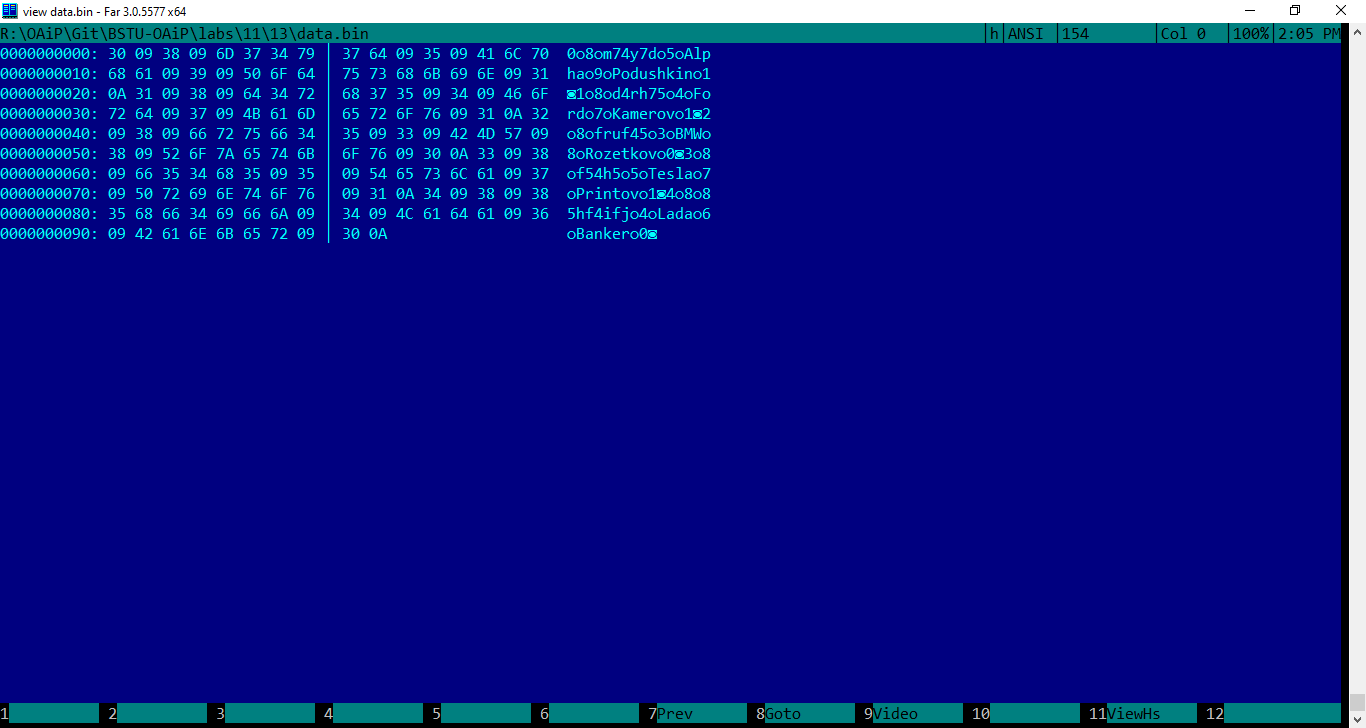 view data.bin - Far 3.0.5577 x64
R:\OAiP\Git\BSTU-OAiP\labs\11\13\data.bin h ANSI 154 Col 0 100% 2:05 PM
0000000000: 30 09 38 09 6D 37 34 79 | 37 64 09 35 09 41 6C 70 0o8om74y7do5oAlp
0000000010: 68 61 09 39 09 50 6F 64 | 75 73 68 6B 69 6E 09 31 hao9oPodushkino1
0000000020: 0A 31 09 38 09 64 34 72 | 68 37 35 09 34 09 46 6F ◙1o8od4rh75o4oFo
0000000030: 72 64 09 37 09 4B 61 6D | 65 72 6F 76 09 31 0A 32 rdo7oKamerovo1◙2
0000000040: 09 38 09 66 72 75 66 34 | 35 09 33 09 42 4D 57 09 o8ofruf45o3oBMWo
0000000050: 38 09 52 6F 7A 65 74 6B | 6F 76 09 30 0A 33 09 38 8oRozetkovo0◙3o8
0000000060: 09 66 35 34 68 35 09 35 | 09 54 65 73 6C 61 09 37 of54h5o5oTeslao7
0000000070: 09 50 72 69 6E 74 6F 76 | 09 31 0A 34 09 38 09 38 oPrintovo1◙4o8o8
0000000080: 35 68 66 34 69 66 6A 09 | 34 09 4C 61 64 61 09 36 5hf4ifjo4oLadao6
0000000090: 09 42 61 6E 6B 65 72 09 | 30 0A oBankero0◙
1 2 3 4 5 6 7Prev 8Goto 9Video 10 11ViewHs 12